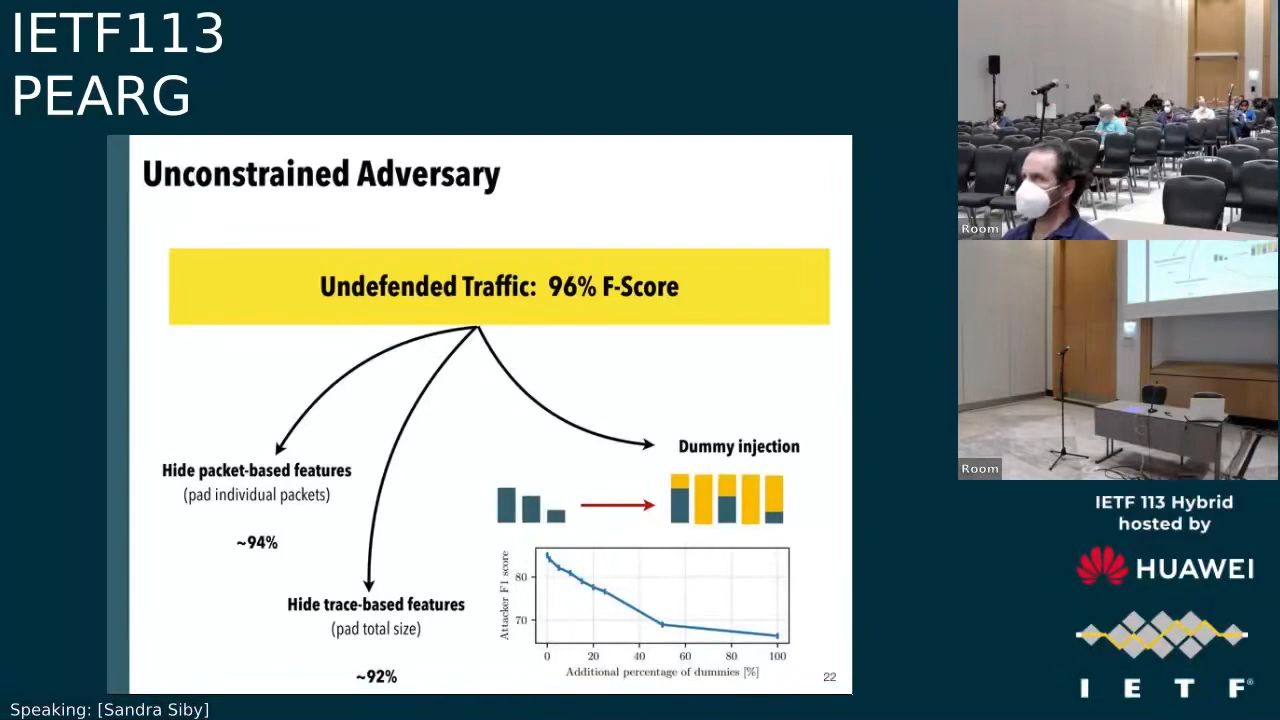 IETF113
PEARG
Unconstrained Adversary
Undefended Traffic: 96% F-Score
Hide packet-based features
(pad individual packets)
~94%
Hide trace-based features
(pad total size)
~92%
Dummy injection
Attacker F1 score
80
70
0 20 40 60 80 100
Additional percentage of dummies [%]
22
Room
Room
IETF 113 Hybrid
hosted by
HUAWEI
I E T F®
Speaking: [Sandra Siby]